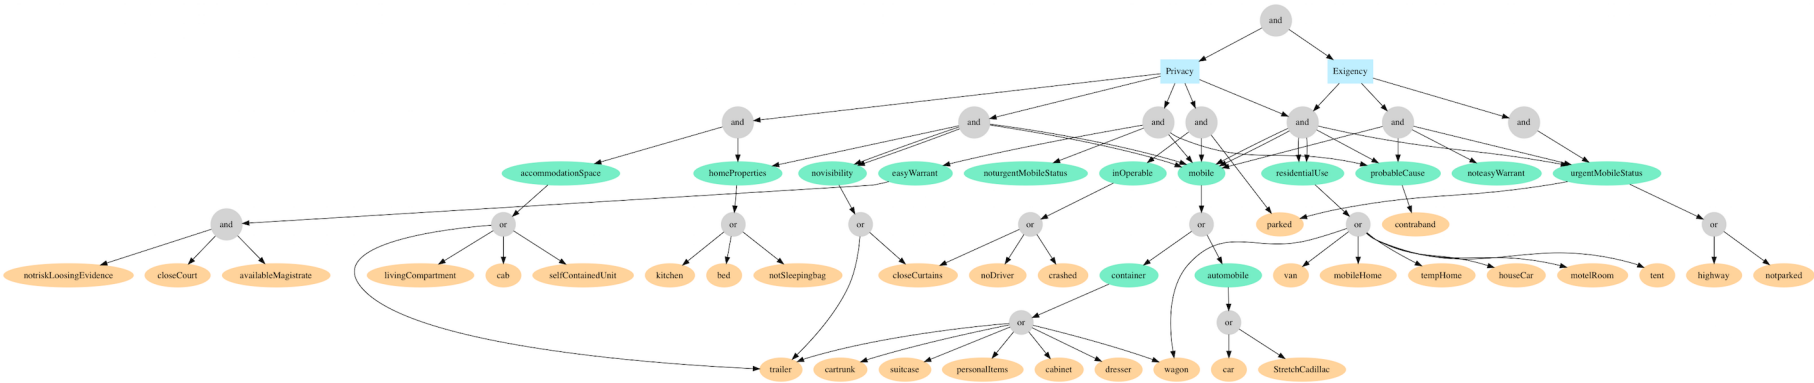 and
Privacy
Exigency
and
and
and
and
and
and
and
accommodationSpace
homeProperties
novisibility
easyWarrant
noturgentMobileStatus
inOperable
mobile
residentialUse
probableCause
noteasyWarrant
urgentMobileStatus
and
or
or
or
or
or
parked
or
contraband
or
notriskLoosingEvidence
closeCourt
availableMagistrate
livingCompartment
cab
selfContainedUnit
kitchen
bed
notSleepingbag
closeCurtains
noDriver
crashed
container
automobile
van
mobileHome
tempHome
houseCar
motelRoom
tent
highway
notparked
or
or
trailer
cartrunk
suitcase
personalItems
cabinet
dresser
wagon
car
StretchCadillac